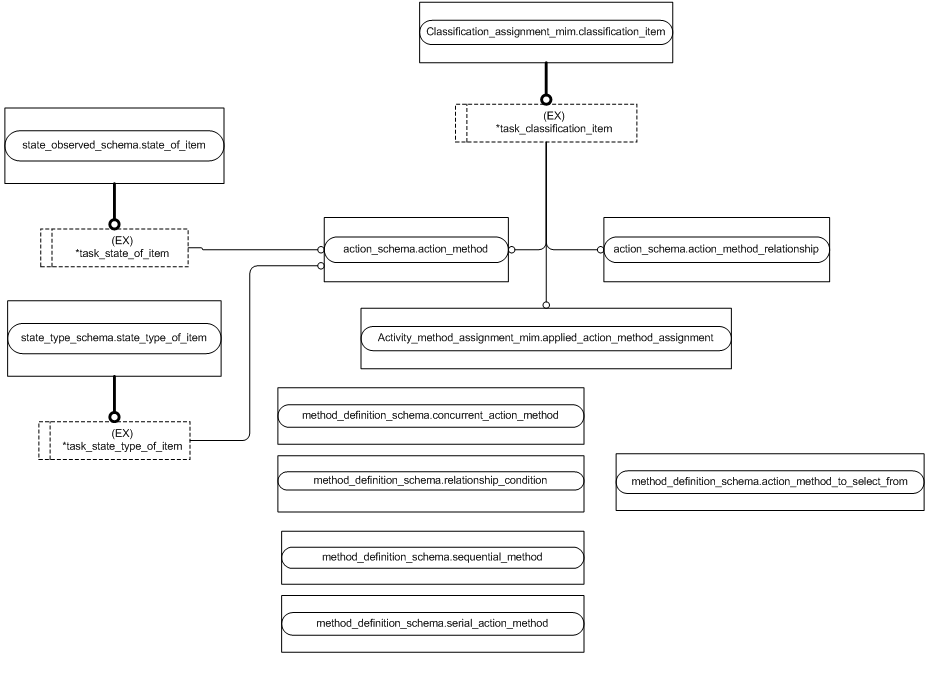 Classification_assignment_mim.classification_item
(EX)
*task_classification_item
state_observed_schema.state_of_item
(EX)
*task_state_of_item
action_schema.action_method
action_schema.action_method_relationship
state_type_schema.state_type_of_item
Activity_method_assignment_mim.applied_action_method_assignment
(EX)
*task_state_type_of_item
method_definition_schema.concurrent_action_method
method_definition_schema.relationship_condition
method_definition_schema.action_method_to_select_from
method_definition_schema.sequential_method
method_definition_schema.serial_action_method